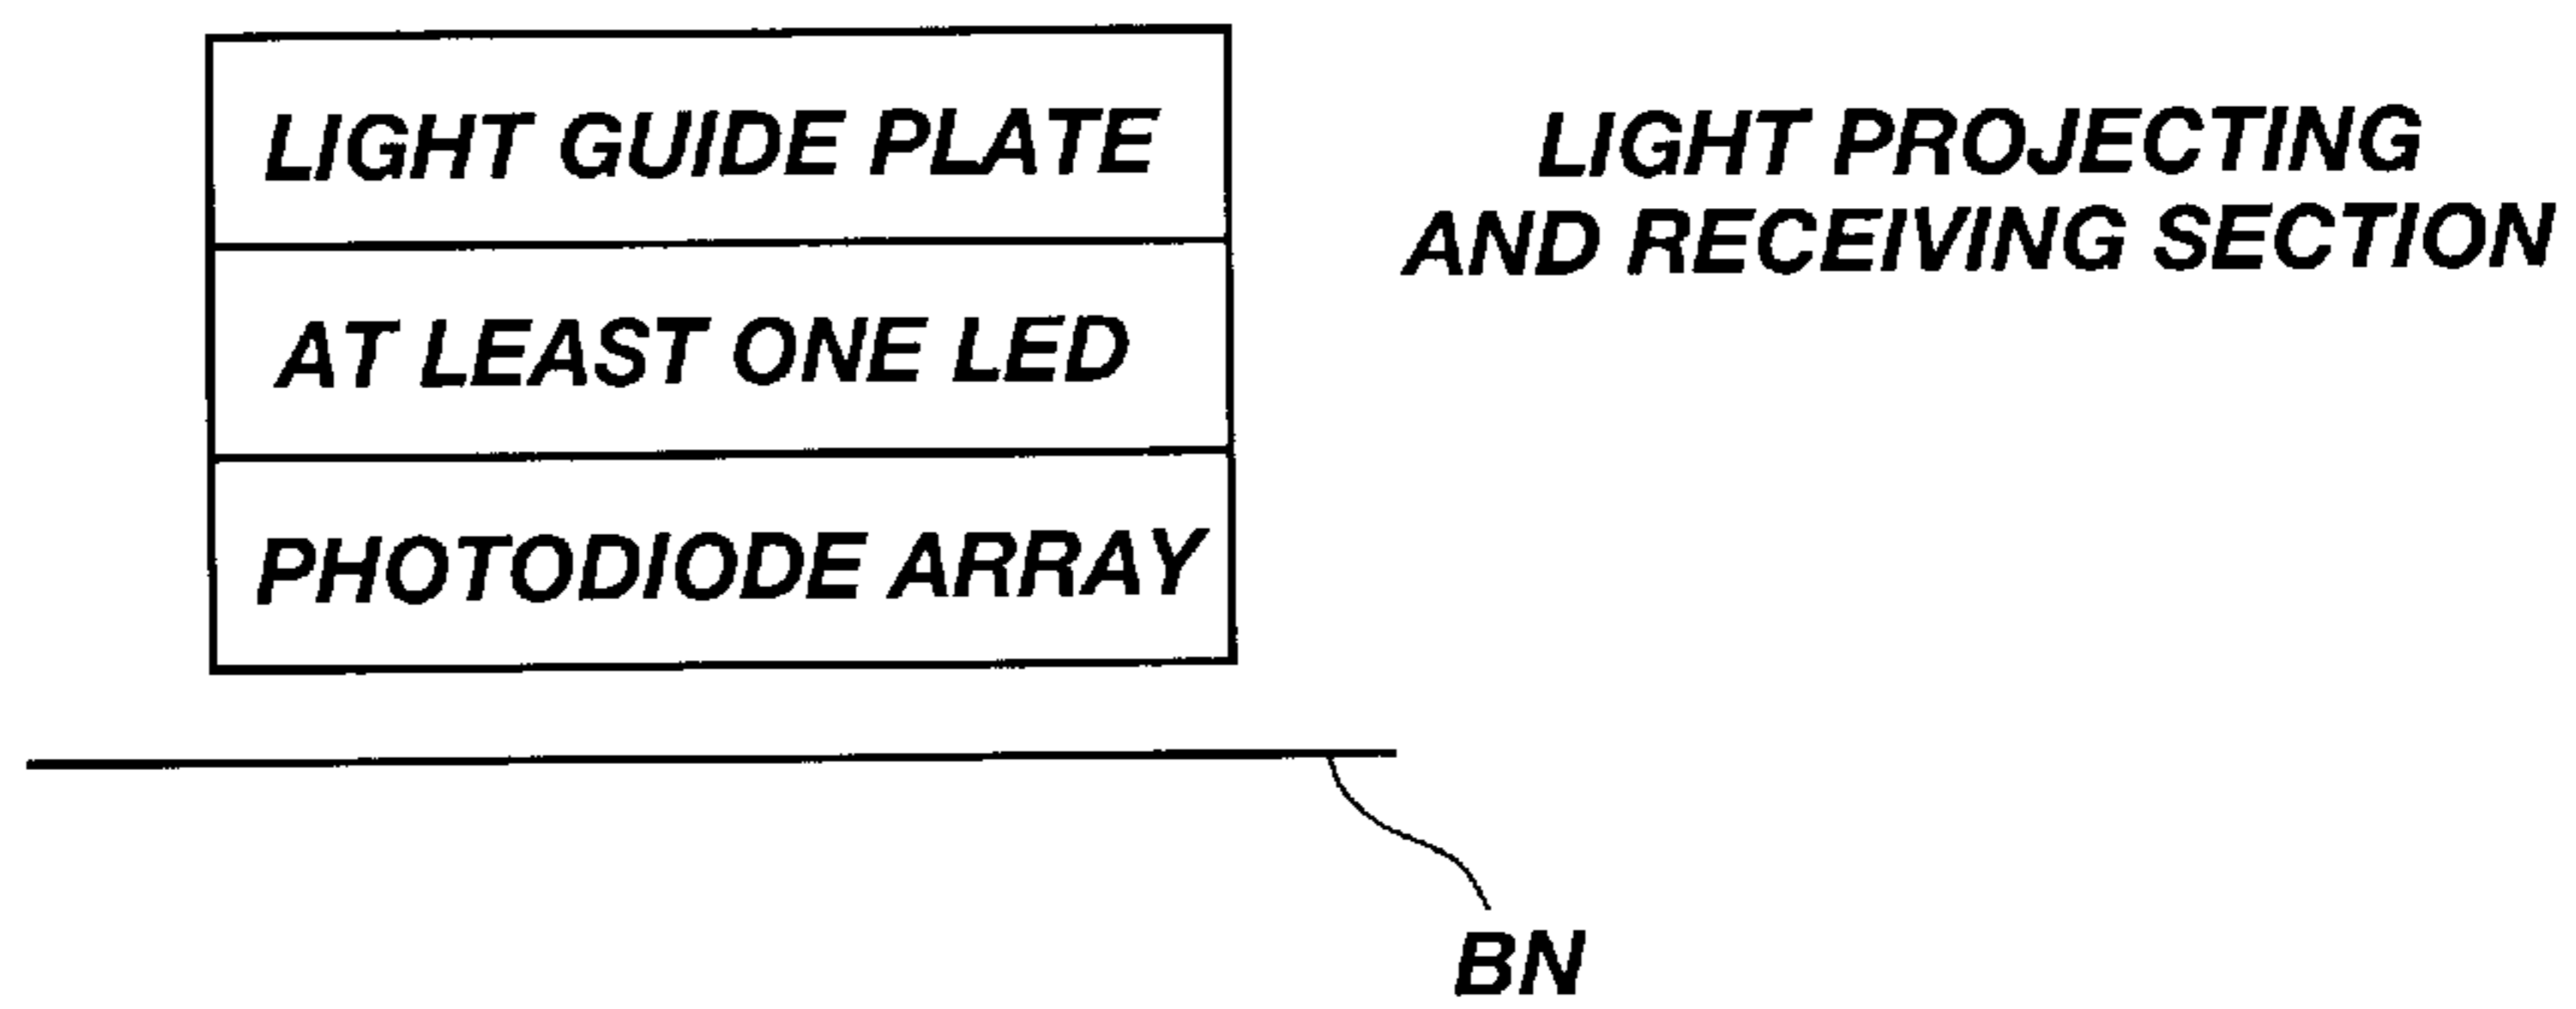 LIGHT GUIDE PLATE
AT LEAST ONE LED
PHOTODIODE ARRAY
LIGHT PROJECTING
AND RECEIVING SECTION
BN